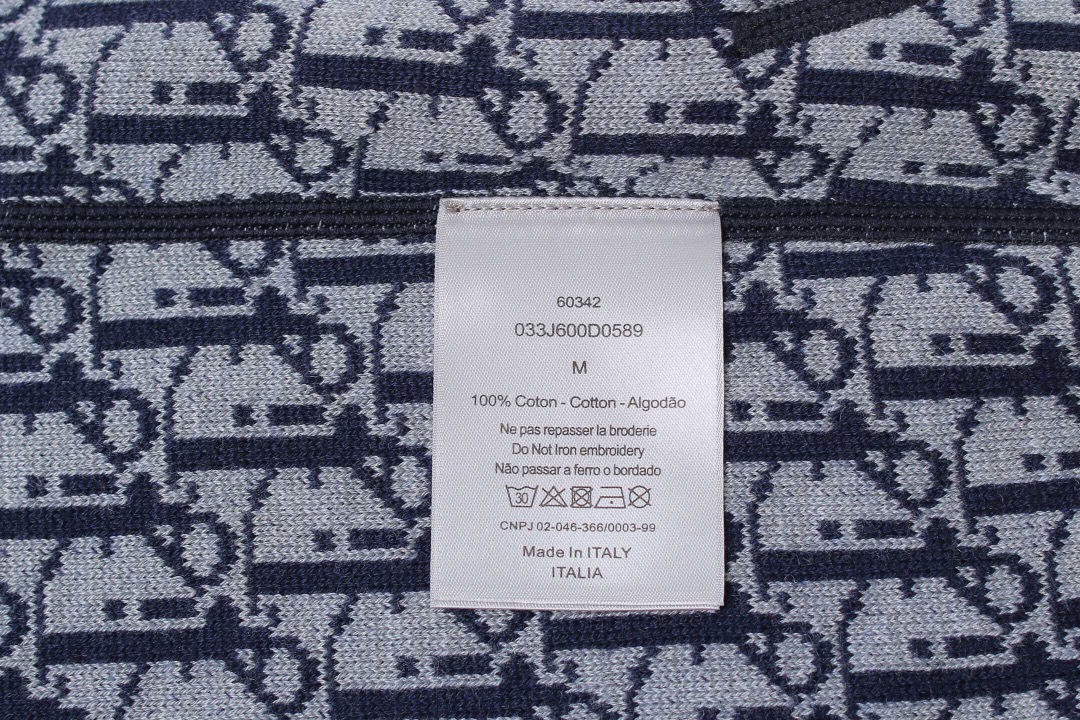 60342
033J600D0589
M
100% Coton - Cotton - Algodão
Ne pas repasser la broderie
Do Not Iron embroidery
Não passar a ferro o bordado
30
CNPJ 02-046-366/0003-99
Made In ITALY
ITALIA